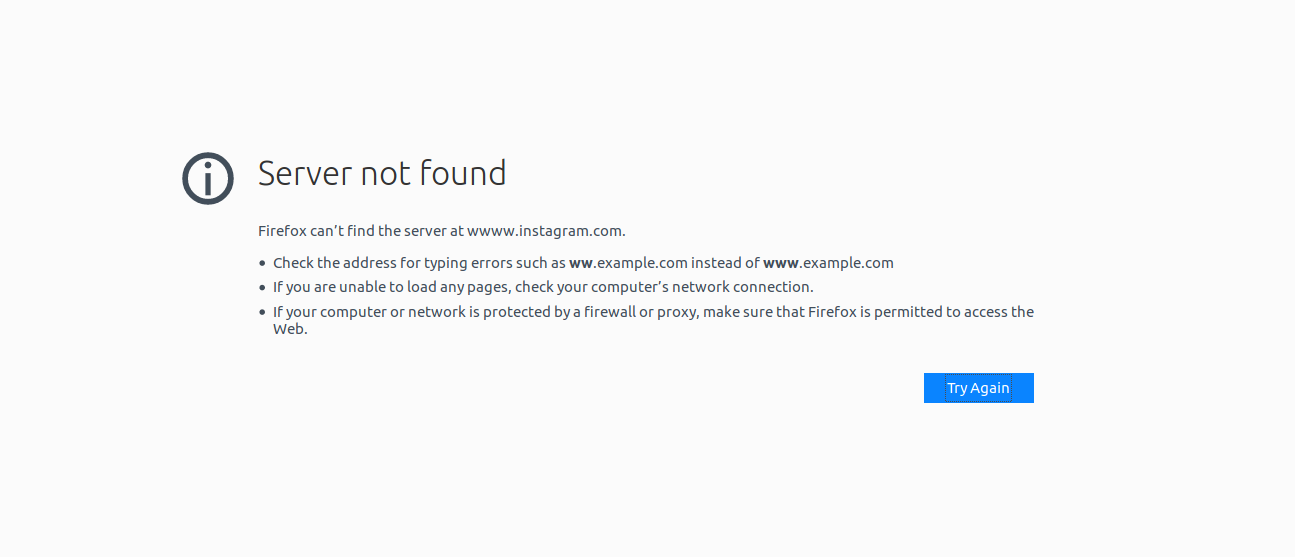 Server not found
Firefox can’t find the server at wwww.instagram.com.
• Check the address for typing errors such as ww.example.com instead of www.example.com
• If you are unable to load any pages, check your computer’s network connection.
• If your computer or network is protected by a firewall or proxy, make sure that Firefox is permitted to access the
Web.
Try Again